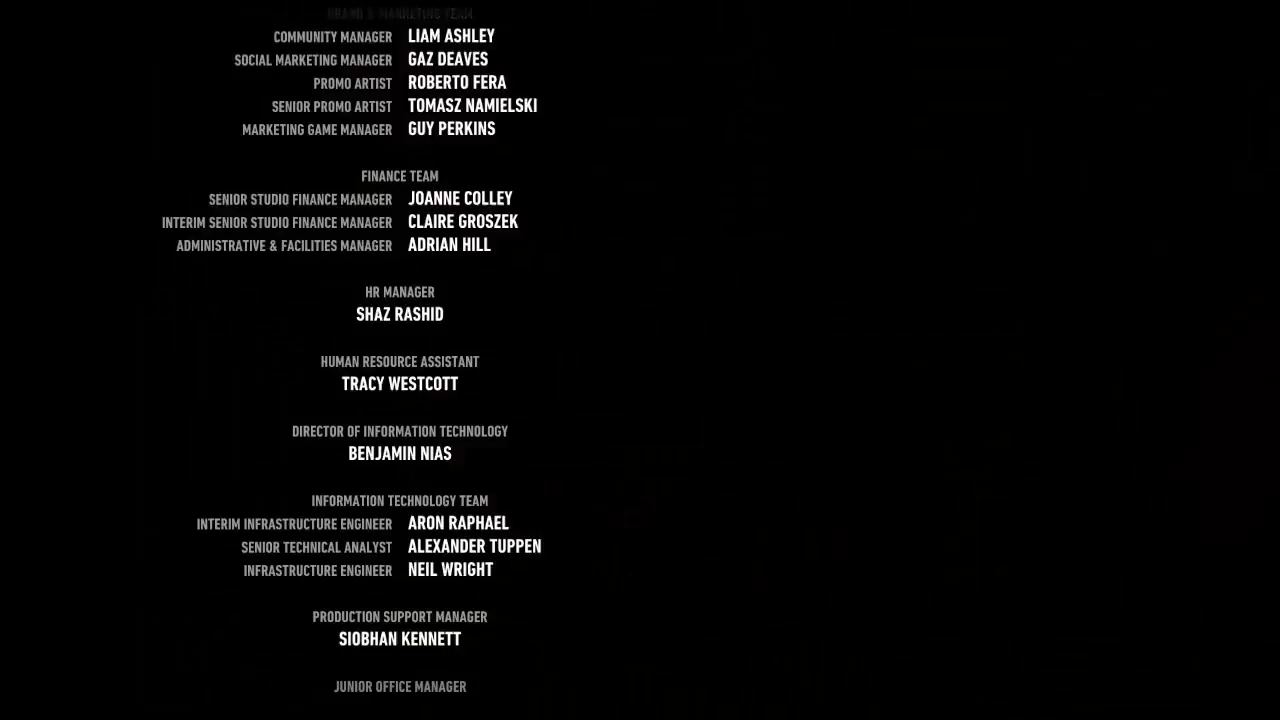 BRAND & MARKETING TEAM
COMMUNITY MANAGER LIAM ASHLEY
SOCIAL MARKETING MANAGER GAZ DEAVES
PROMO ARTIST ROBERTO FERA
SENIOR PROMO ARTIST TOMASZ NAMIELSKI
MARKETING GAME MANAGER GUY PERKINS
FINANCE TEAM
SENIOR STUDIO FINANCE MANAGER JOANNE COLLEY
INTERIM SENIOR STUDIO FINANCE MANAGER CLAIRE GROSZEK
ADMINISTRATIVE & FACILITIES MANAGER ADRIAN HILL
HR MANAGER
SHAZ RASHID
HUMAN RESOURCE ASSISTANT
TRACY WESTCOTT
DIRECTOR OF INFORMATION TECHNOLOGY
BENJAMIN NIAS
INFORMATION TECHNOLOGY TEAM
INTERIM INFRASTRUCTURE ENGINEER ARON RAPHAEL
SENIOR TECHNICAL ANALYST ALEXANDER TUPPEN
INFRASTRUCTURE ENGINEER NEIL WRIGHT
PRODUCTION SUPPORT MANAGER
SIOBHAN KENNETT
JUNIOR OFFICE MANAGER